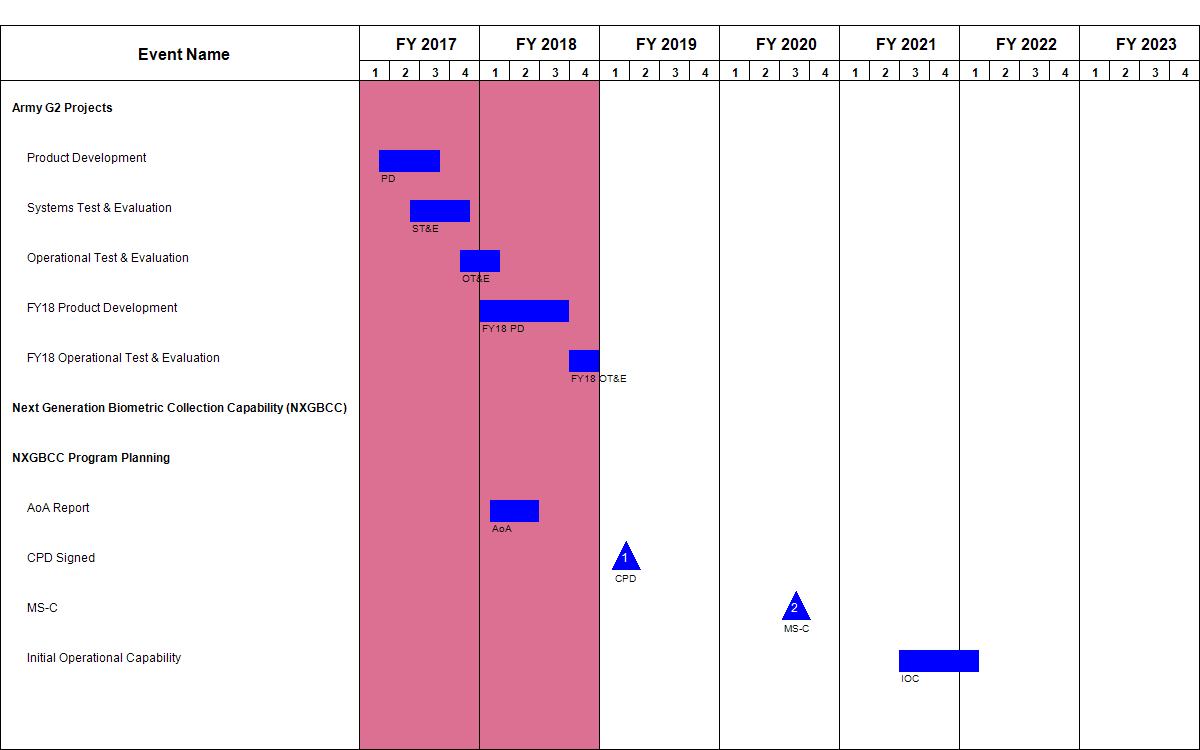 Event Name
FY 2017 FY 2018 FY 2019 FY 2020 FY 2021 FY 2022 FY 2023
1 2 3 4 1 2 3 4 1 2 3 4 1 2 3 4 1 2 3 4 1 2 3 4 1 2 3 4
Army G2 Projects
Product Development
PD
Systems Test & Evaluation
ST&E
Operational Test & Evaluation
OT&E
FY18 Product Development
FY18 PD
FY18 Operational Test & Evaluation
FY18 OT&E
Next Generation Biometric Collection Capability (NXGBCC)
NXGBCC Program Planning
AoA Report
AoA
CPD Signed
1
CPD
MS-C
2
MS-C
Initial Operational Capability
IOC